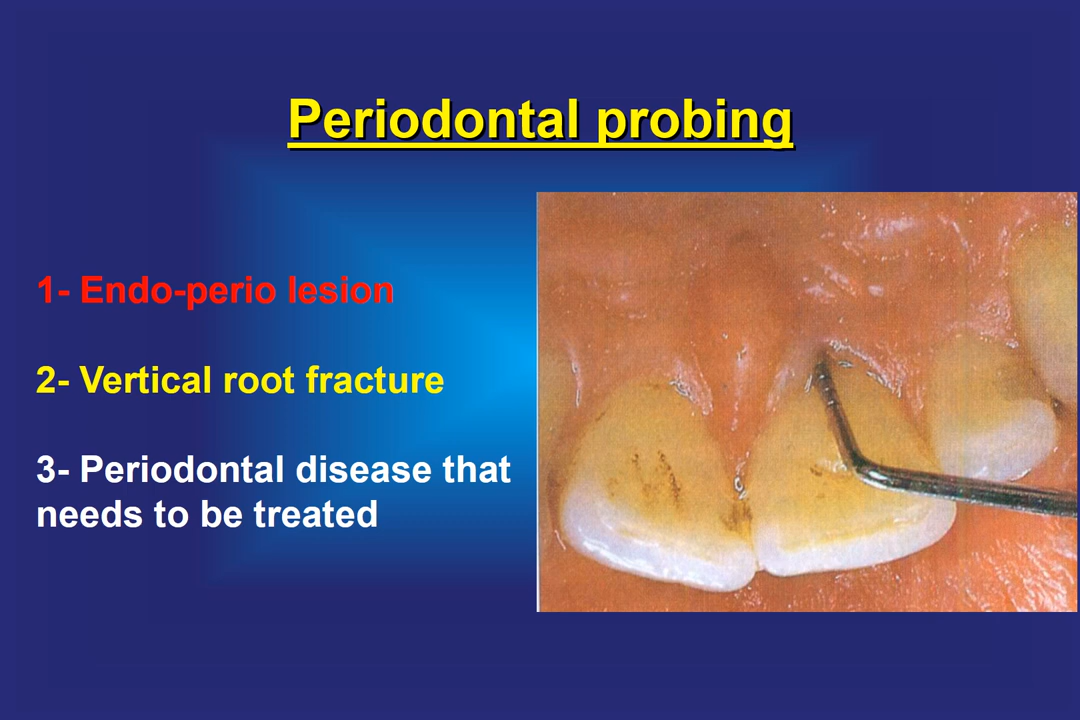 Periodontal probing
1- Endo-perio lesion
2- Vertical root fracture
3- Periodontal disease that
needs to be treated